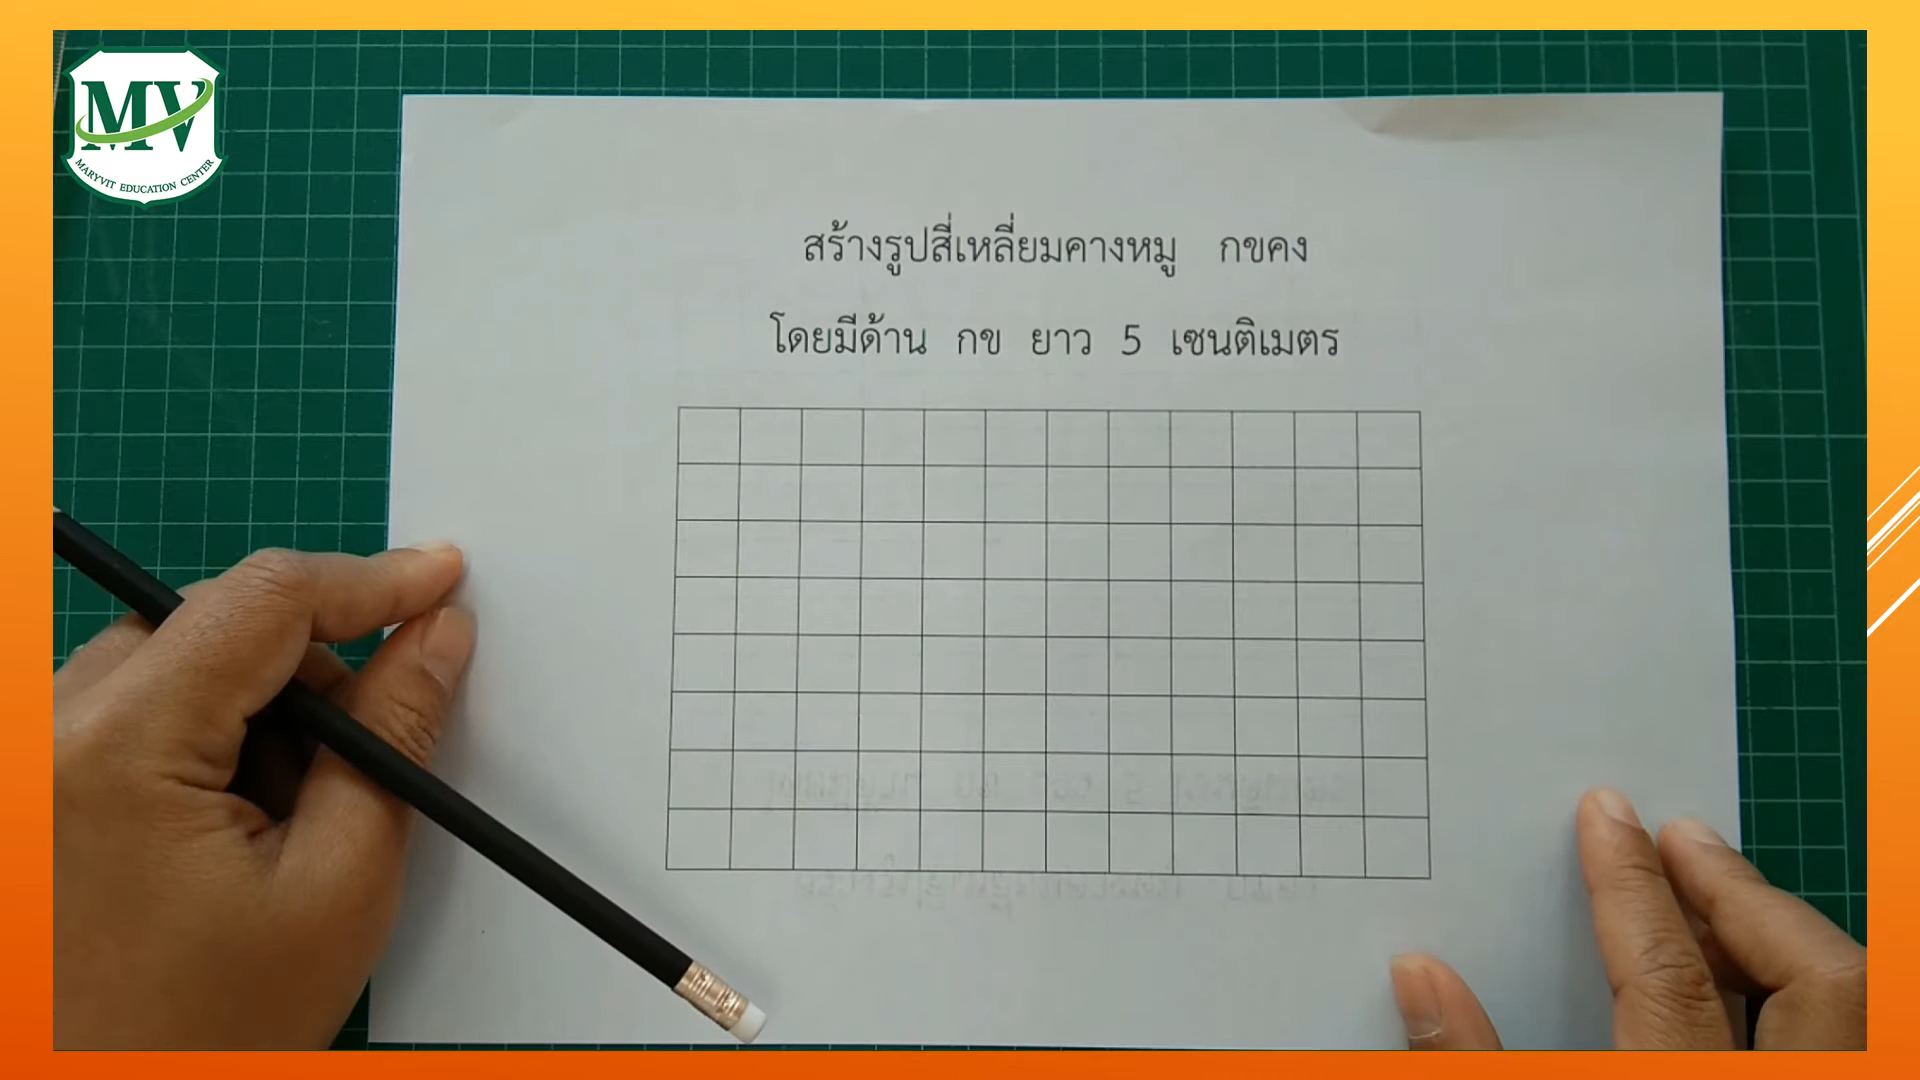 MV
MARYVIT EDUCATION CENTER
สร้างรูปสี่เหลี่ยมคางหมู กขคง
โดยมีด้าน กข ยาว 5 เซนติเมตร